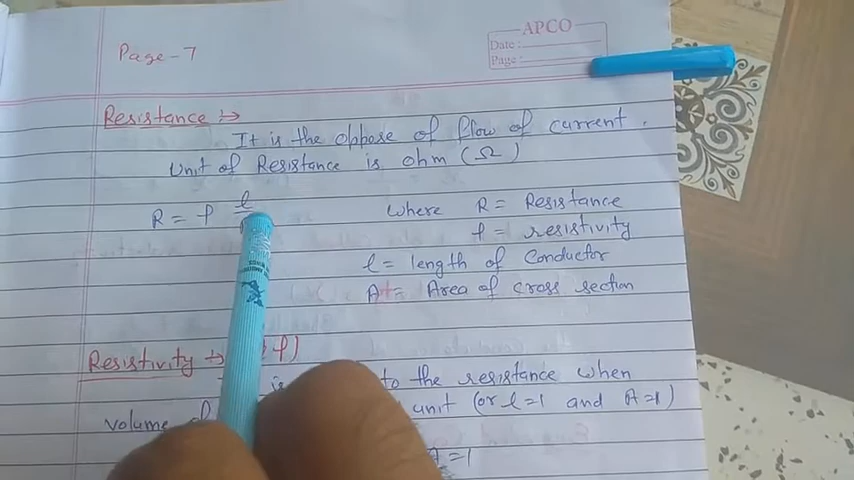 APCO
Date:
Page:
Page-7
Resistance :→
It is the oppose of flow of current.
Unit of Resistance is ohm (Ω)
R = ρ l
where R = Resistance
ρ = resistivity
l = length of Conductor
A = Area of cross section
Resistivity → ρ)
to the resistance when
volume of unit (or l=1 and A=1)
A=1